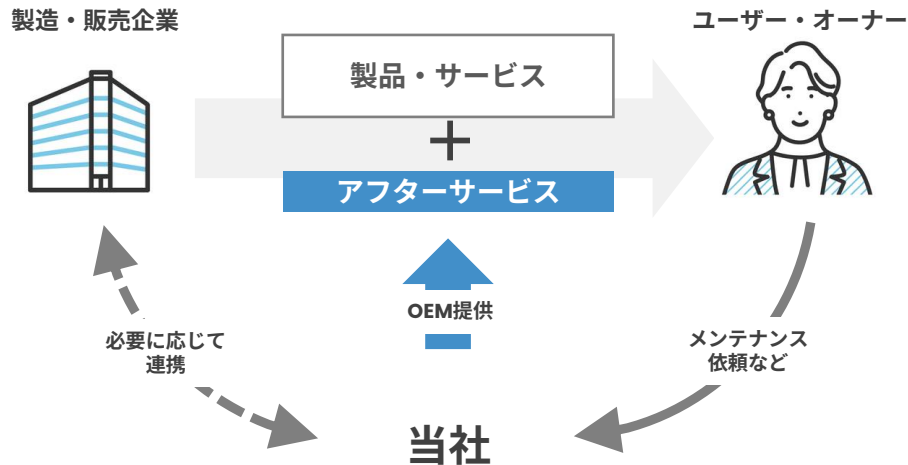 製造・販売企業
ユーザー・オーナー
製品・サービス
+
アフターサービス
OEM提供
必要に応じて
連携
メンテナンス
依頼など
当社